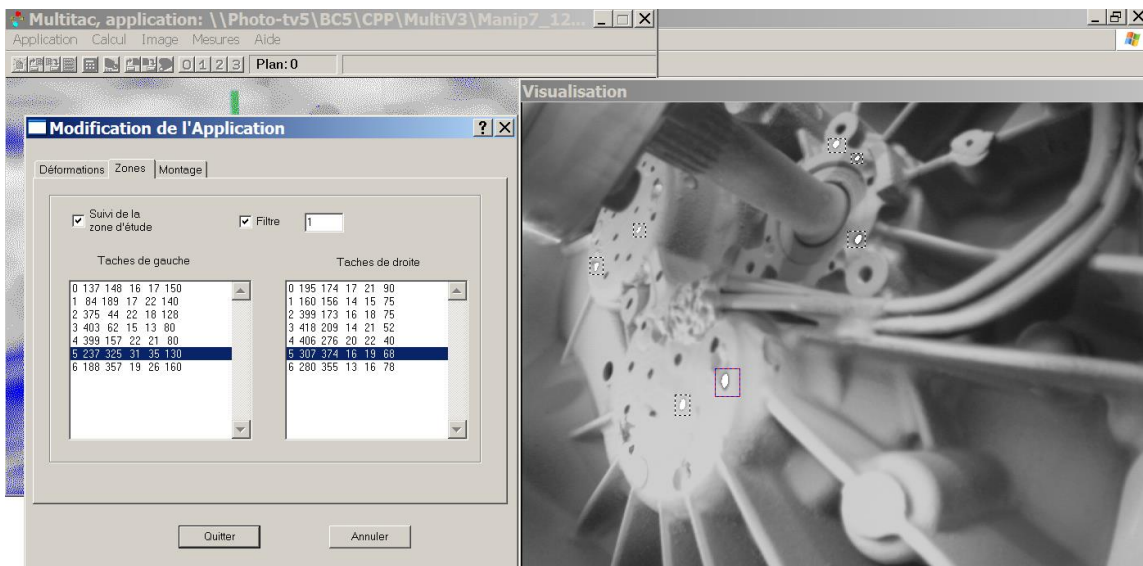 Multitac, application: \\Photo-tv5\BC5\CPP\MultiV3\Manip7_12...
Application Calcul Image Mesures Aide
0 1 2 3 Plan: 0
Visualisation
Modification de l'Application
Déformations Zones Montage
Suivi de la
zone d'étude
Filtre 1
Taches de gauche
Taches de droite
0 137 148 16 17 150
1 84 189 17 22 140
2 375 44 22 18 128
3 403 62 15 13 80
4 399 157 22 21 80
5 237 325 31 35 130
6 188 357 19 26 160
0 195 174 17 21 90
1 160 156 14 15 75
2 399 173 16 18 75
3 418 209 14 21 52
4 406 276 20 22 40
5 307 374 16 19 68
6 280 355 13 16 78
Quitter
Annuler